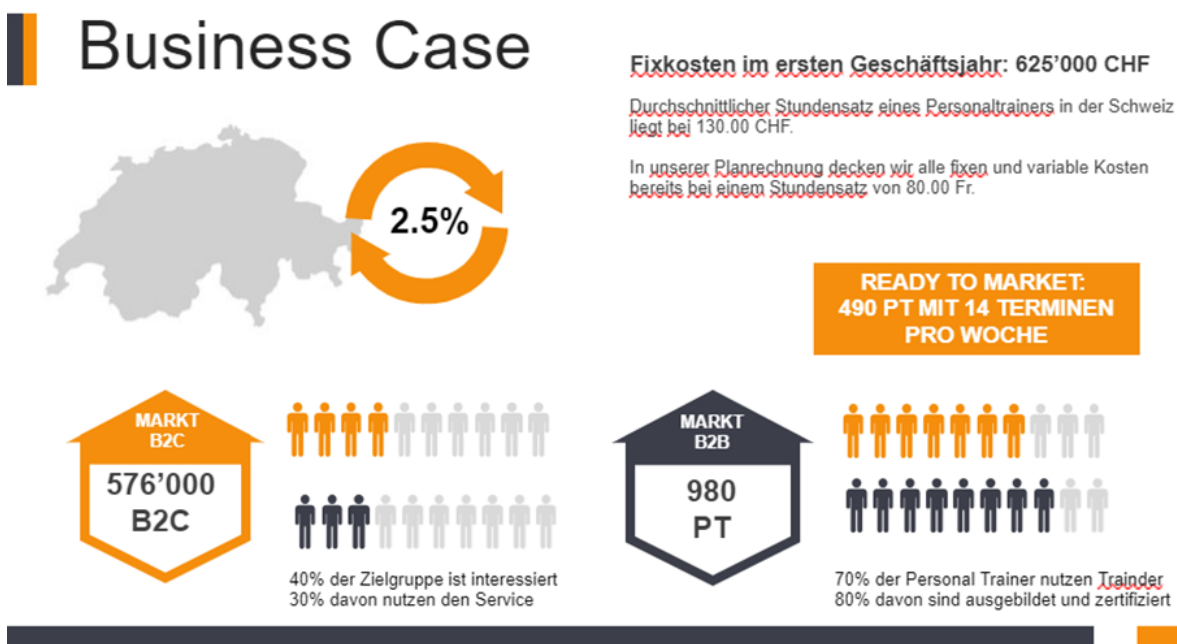 Business Case
Fixkosten im ersten Geschäftsjahr: 625’000 CHF
Durchschnittlicher Stundensatz eines Personaltrainers in der Schweiz
liegt bei 130.00 CHF.
In unserer Planrechnung decken wir alle fixen und variable Kosten
bereits bei einem Stundensatz von 80.00 Fr.
2.5%
READY TO MARKET:
490 PT MIT 14 TERMINEN
PRO WOCHE
MARKT
B2C
576’000
B2C
40% der Zielgruppe ist interessiert
30% davon nutzen den Service
MARKT
B2B
980
PT
70% der Personal Trainer nutzen Trainder
80% davon sind ausgebildet und zertifiziert